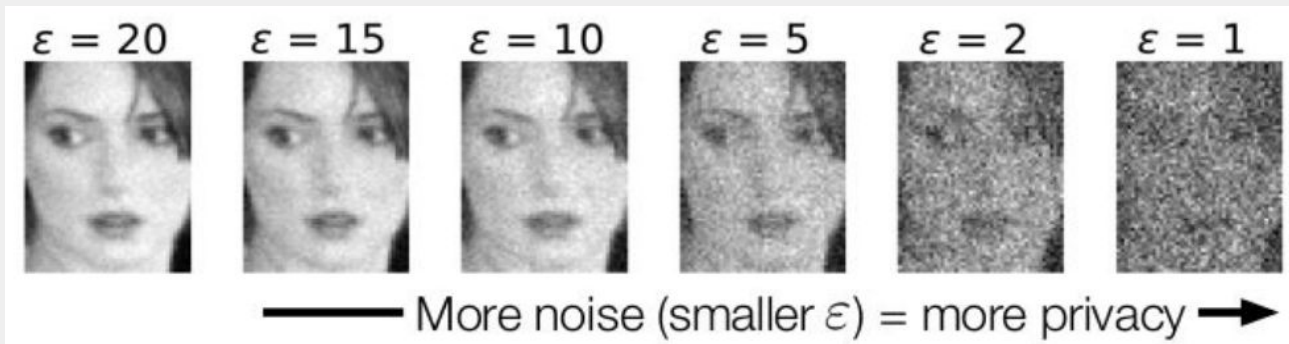 ε = 20 ε = 15 ε = 10 ε = 5 ε = 2 ε = 1
More noise (smaller ε) = more privacy